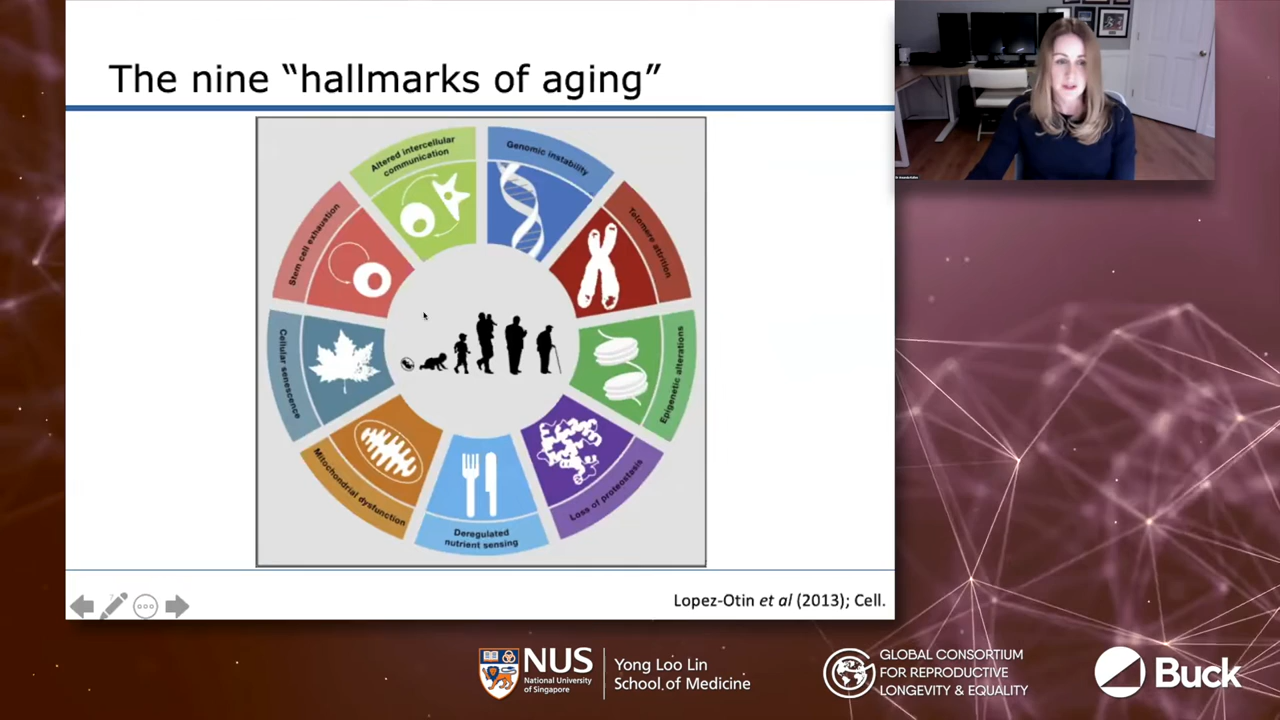 The nine “hallmarks of aging”
Altered intercellular
communication
Genomic instability
Telomere attrition
Epigenetic alterations
Loss of proteostasis
Deregulated
nutrient sensing
Mitochondrial dysfunction
Cellular senescence
Stem cell exhaustion
Lopez-Otin et al (2013); Cell.
NUS
National University
of Singapore
Yong Loo Lin
School of Medicine
GLOBAL CONSORTIUM
FOR REPRODUCTIVE
LONGEVITY & EQUALITY
Buck